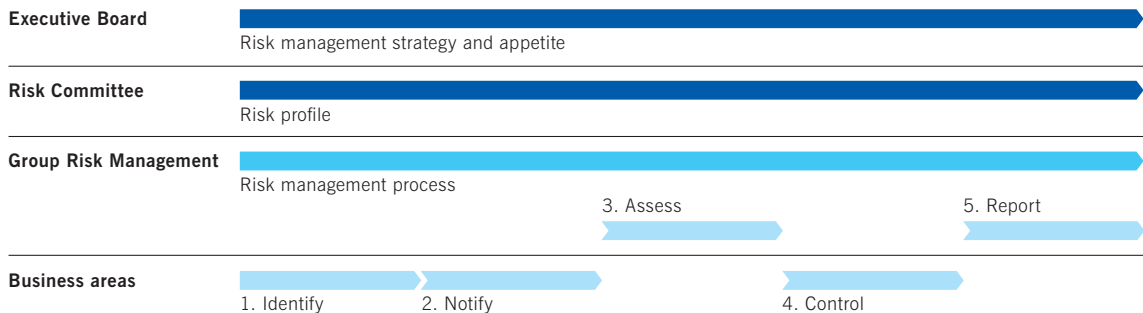 Executive Board
Risk management strategy and appetite
Risk Committee
Risk profile
Group Risk Management
Risk management process
3. Assess
5. Report
Business areas
1. Identify
2. Notify
4. Control